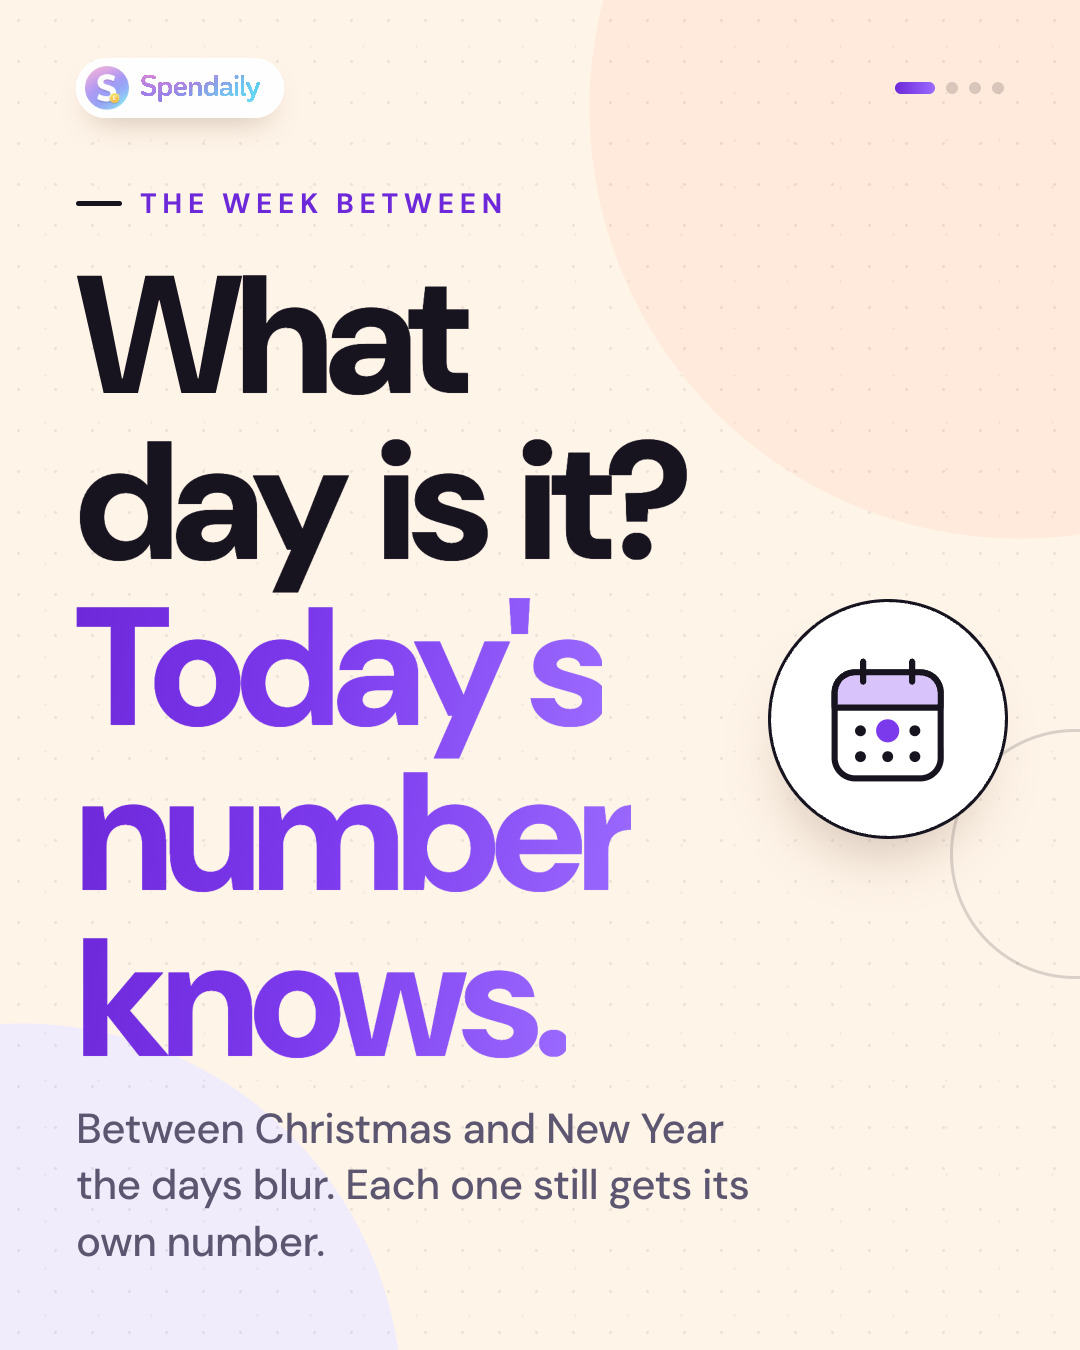 Spendaily
THE WEEK BETWEEN
What
day is it?
Today's
number
knows.
Between Christmas and New Year
the days blur. Each one still gets its
own number.